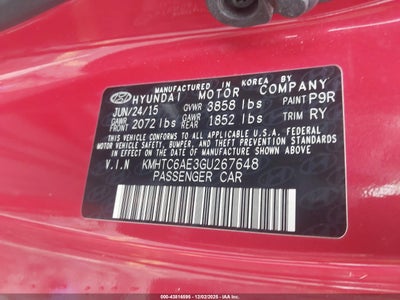 MANUFACTURED IN KOREA BY
HYUNDAI MOTOR COMPANY
JUN/24/15 GVWR 3858 lbs PAINT P9R
GAWR FRONT 2072 lbs GAWR REAR 1852 lbs TRIM RY
THIS VEHICLE CONFORMS TO ALL APPLICABLE U.S.A. FEDERAL
MOTOR VEHICLE SAFETY, BUMPER, AND THEFT PREVENTION
STANDARDS IN EFFECT ON THE DATE OF MANUFACTURE SHOWN ABOVE.
V.I.N KMHTC6AE3GU267648
PASSENGER CAR
000-43816595 - 12/02/2025 - IAA